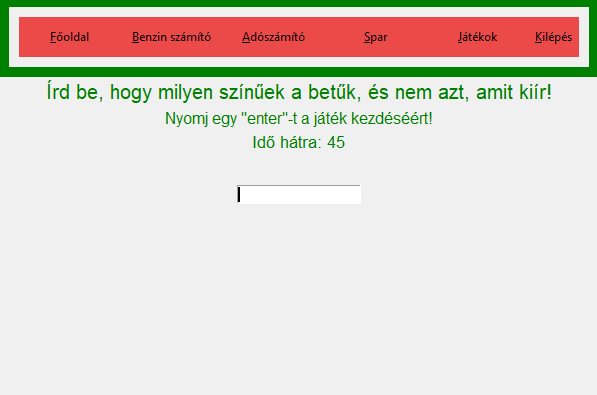 Főoldal Benzin számító Adószámító Spar Játékok Kilépés
Írd be, hogy milyen színűek a betűk, és nem azt, amit kiír!
Nyomj egy "enter"-t a játék kezdéséért!
Idő hátra: 45